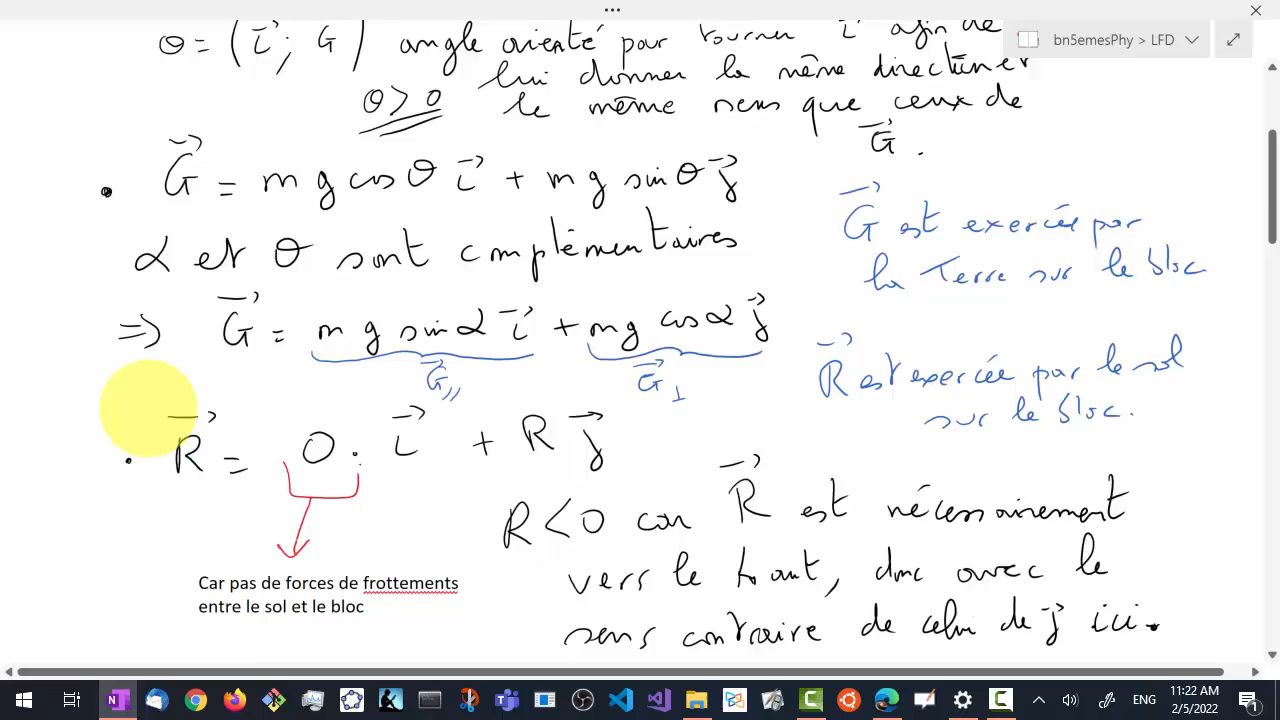 bn5emesPhy > LFD
θ = (i ; G) angle orienté pour tourner i afin de
lui donner la même direction et
θ > 0 le même sens que ceux de
G .
• G = m g cos θ i + m g sin θ j
G est exercée par
la Terre sur le bloc
α et θ sont complémentaires
⇒ G = m g sin α i + m g cos α j
G// G⊥
R est exercée par le sol
sur le bloc.
• R = 0 . i + R j
R < 0 car R est nécessairement
vers le haut, donc avec le
sens contraire de celui de j ici.
Car pas de forces de frottements
entre le sol et le bloc
ENG
11:22 AM
2/5/2022
1